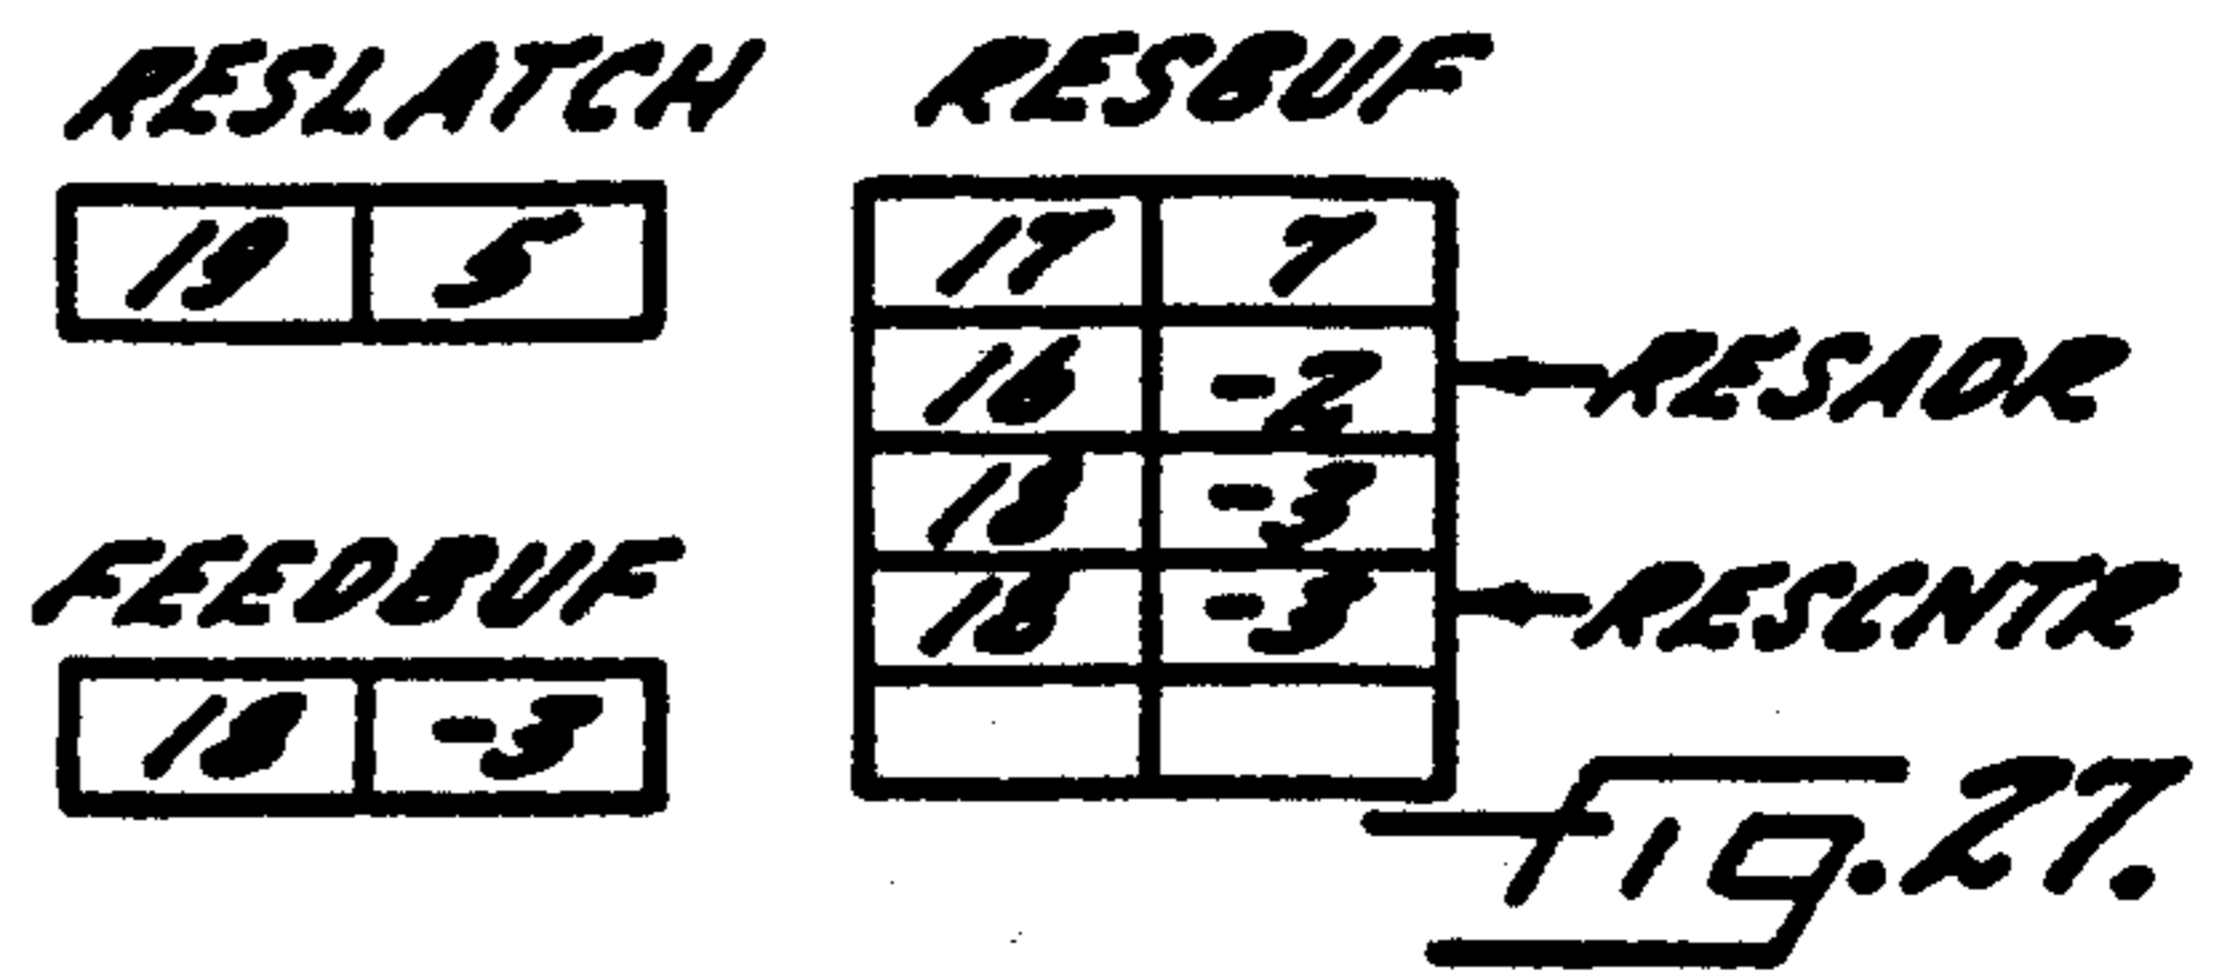 RESLATCH
19 5
FEEDBUF
18 -3
RESBUF
17 7
16 -2
18 -3
18 -3
RESADR
RESCNTR
Fig. 27.